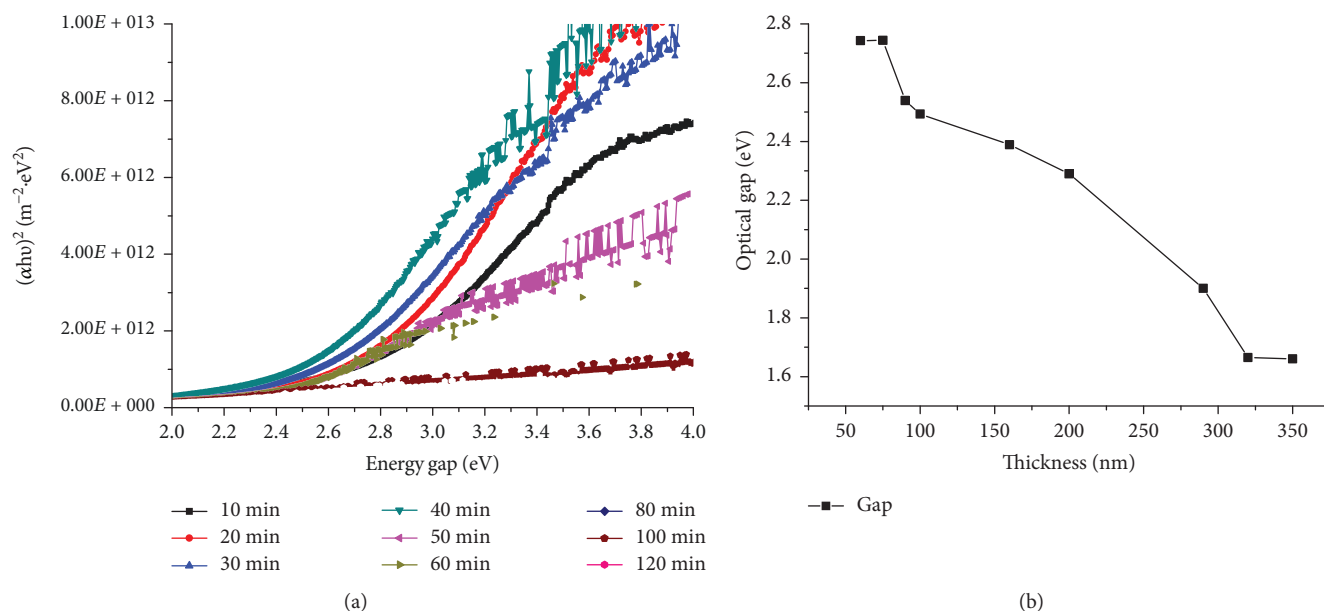 1.00E + 013
8.00E + 012
6.00E + 012
4.00E + 012
2.00E + 012
0.00E + 000
(αhυ)² (m⁻²·eV²)
2.0 2.2 2.4 2.6 2.8 3.0 3.2 3.4 3.6 3.8 4.0
Energy gap (eV)
10 min 40 min 80 min
20 min 50 min 100 min
30 min 60 min 120 min
(a)
2.8
2.6
2.4
2.2
2.0
1.8
1.6
Optical gap (eV)
50 100 150 200 250 300 350
Thickness (nm)
Gap
(b)